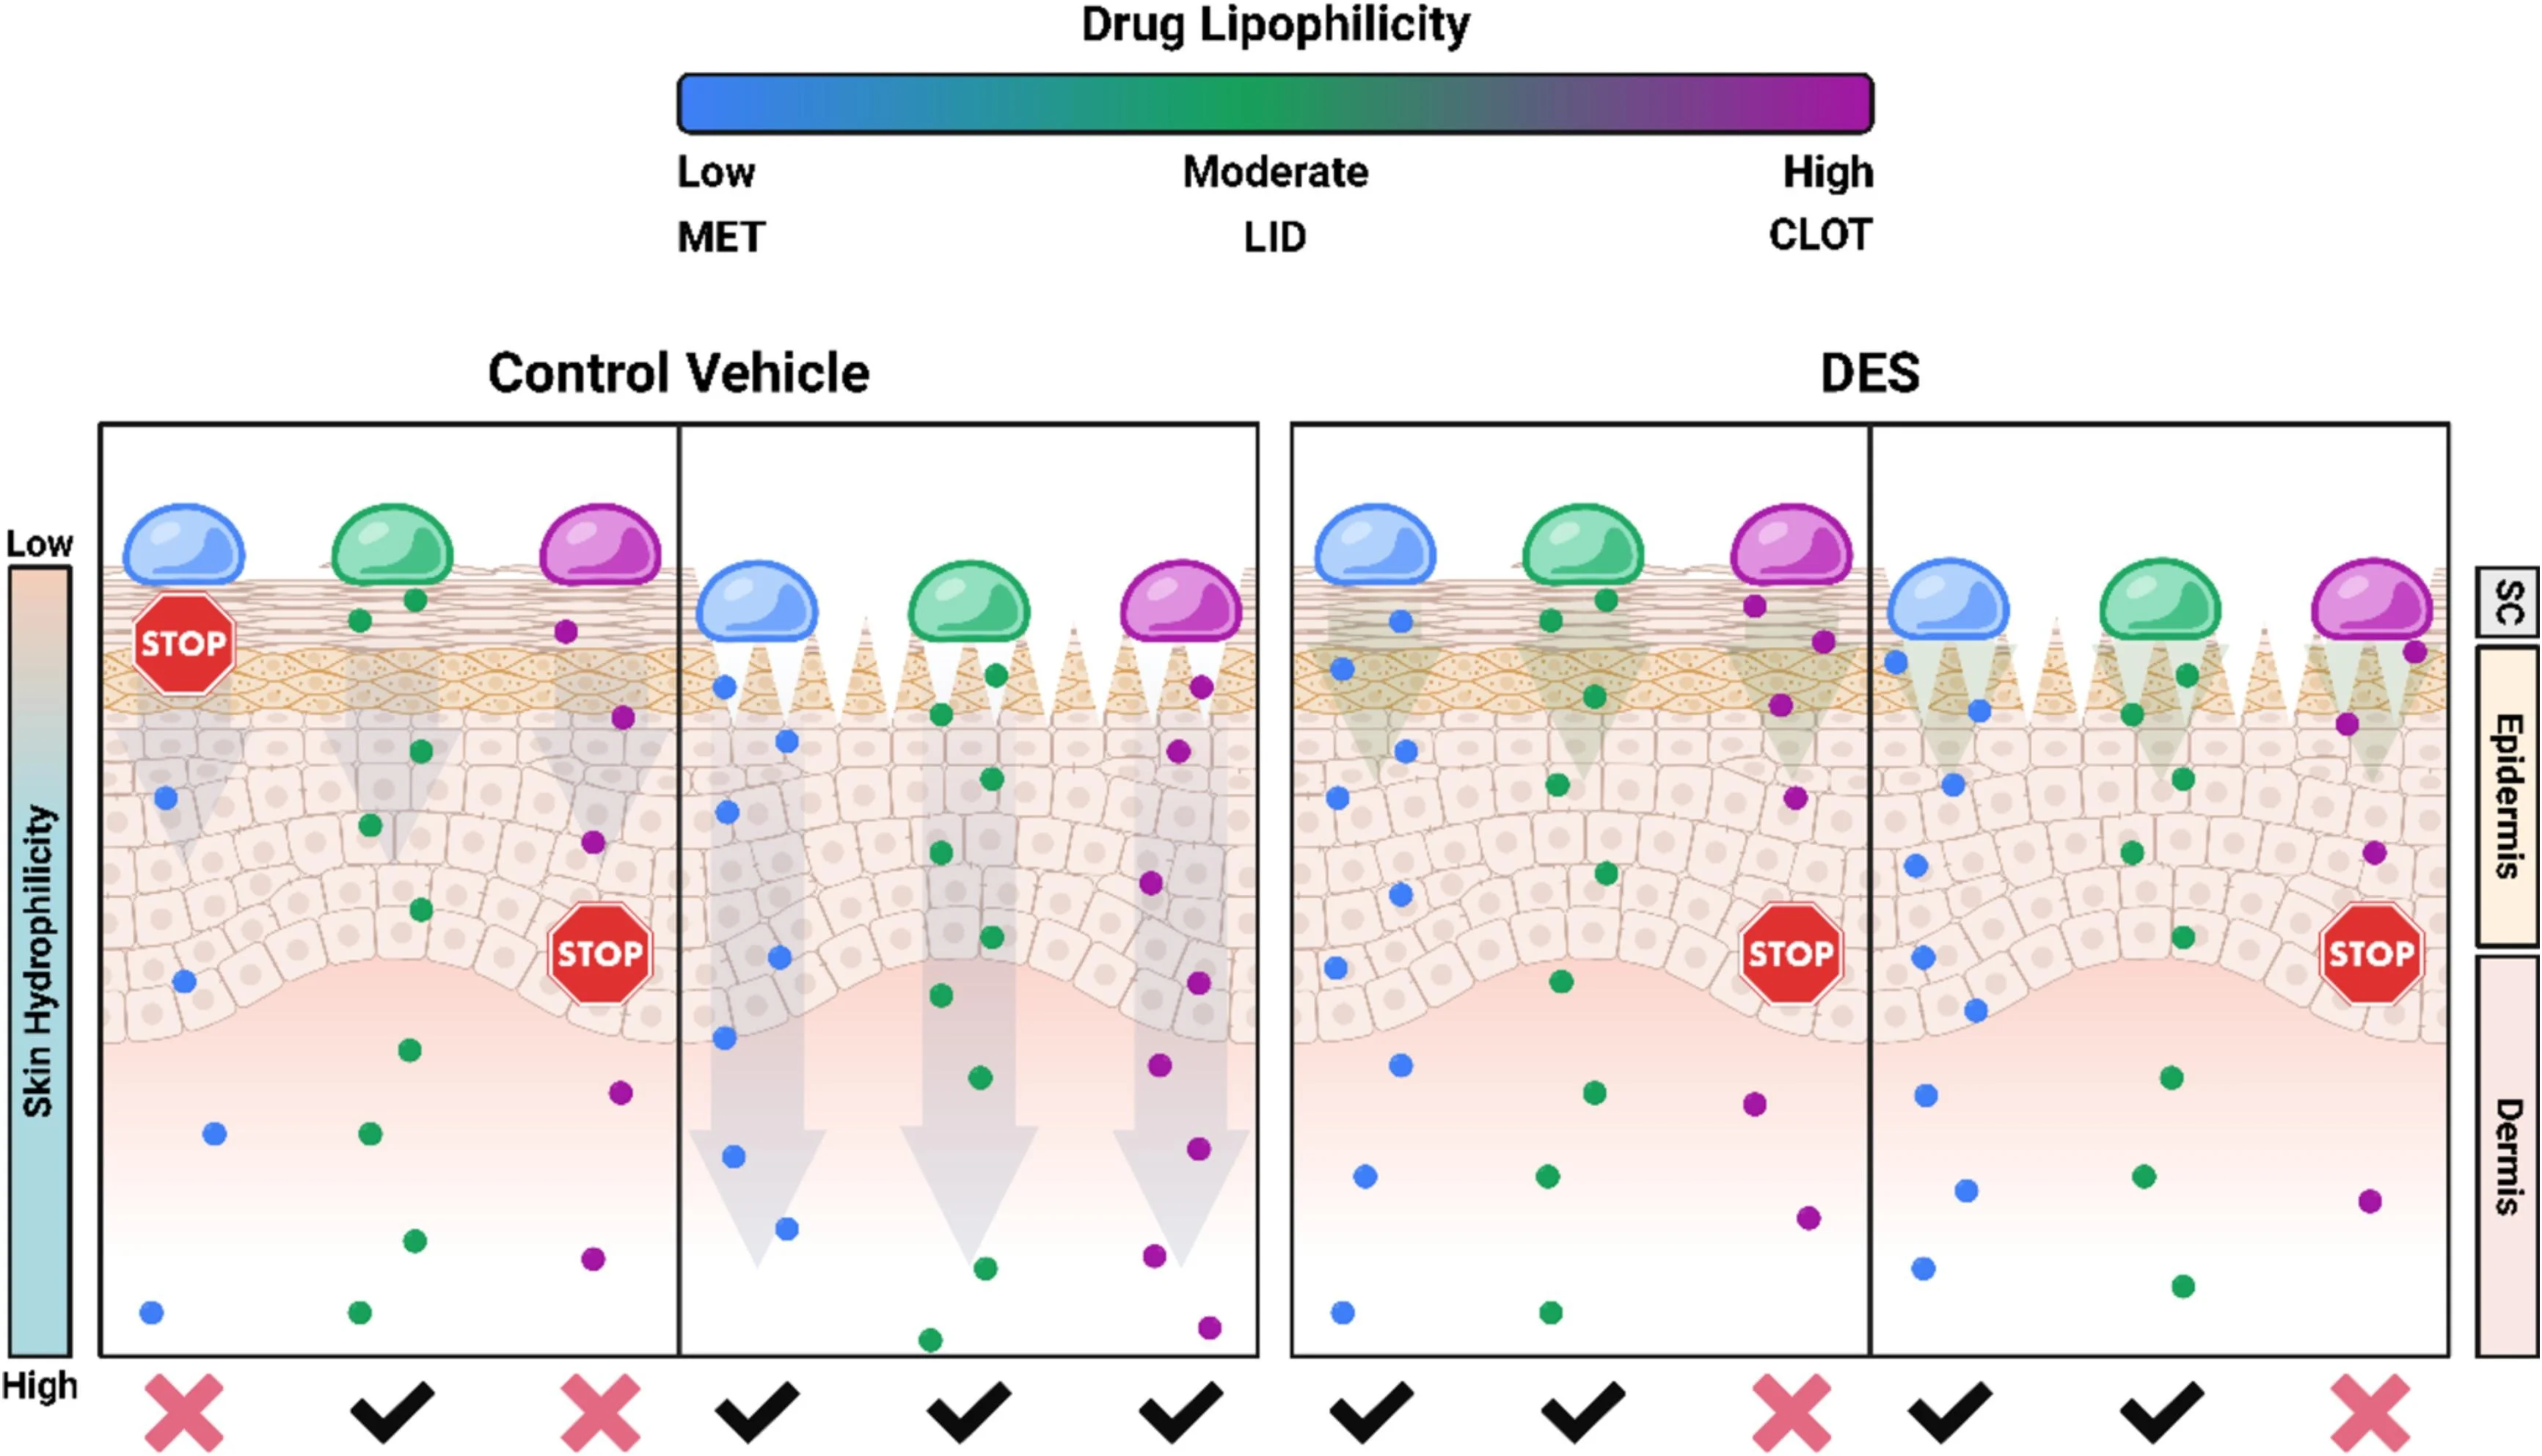 Drug Lipophilicity
Low Moderate High
MET LID CLOT
Control Vehicle DES
Low
Skin Hydrophilicity
High
STOP
STOP
STOP
STOP
SC
Epidermis
Dermis